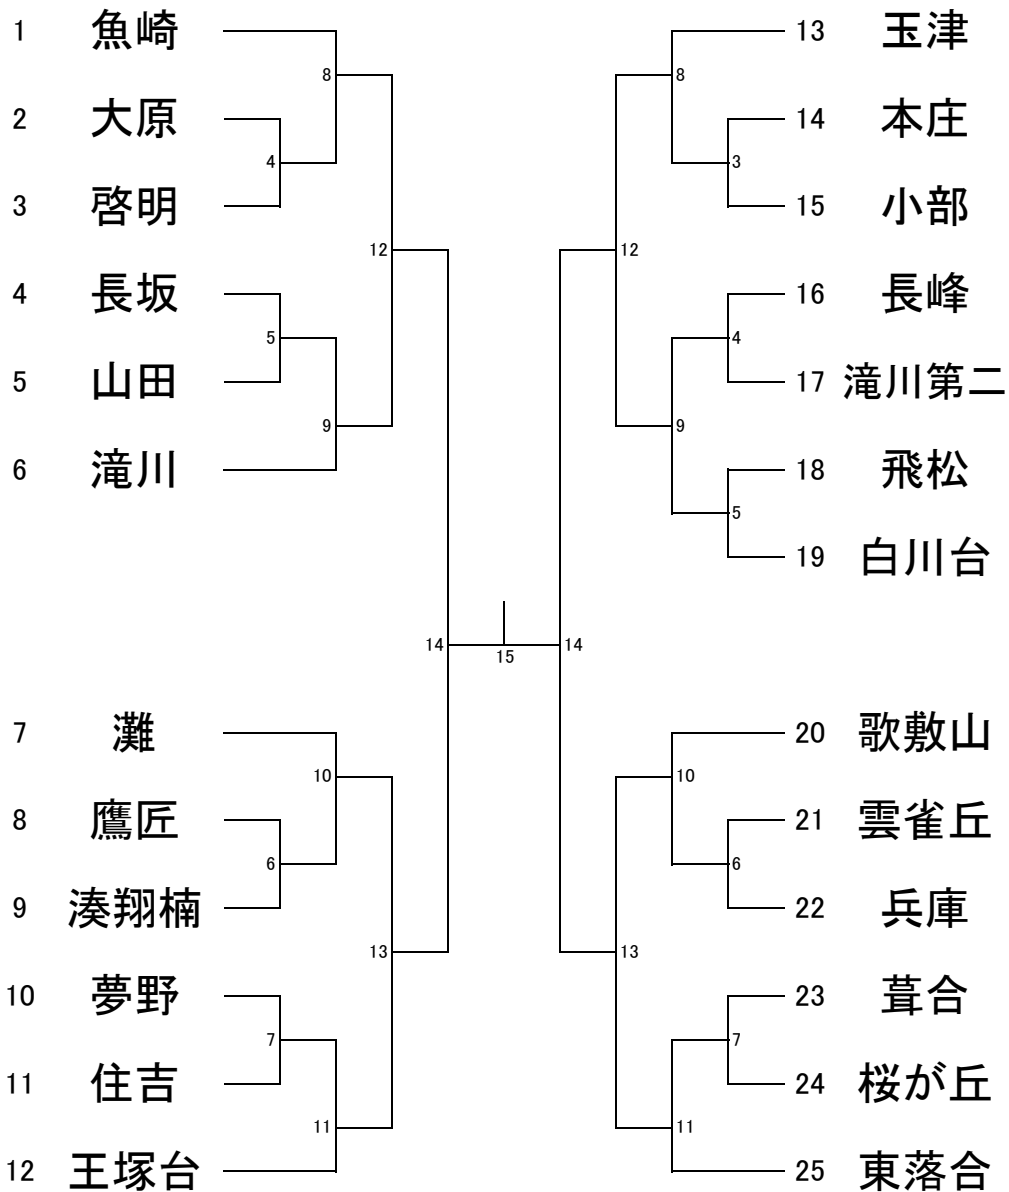 1 魚崎
8
2 大原
4
3 啓明
12
4 長坂
5
5 山田
9
6 滝川
14
15
7 灘
10
8 鷹匠
6
9 湊翔楠
13
10 夢野
7
11 住吉
11
12 王塚台
13 玉津
8
14 本庄
3
15 小部
12
16 長峰
4
17 滝川第二
9
18 飛松
5
19 白川台
14
20 歌敷山
10
21 雲雀丘
6
22 兵庫
13
23 葺合
7
24 桜が丘
11
25 東落合